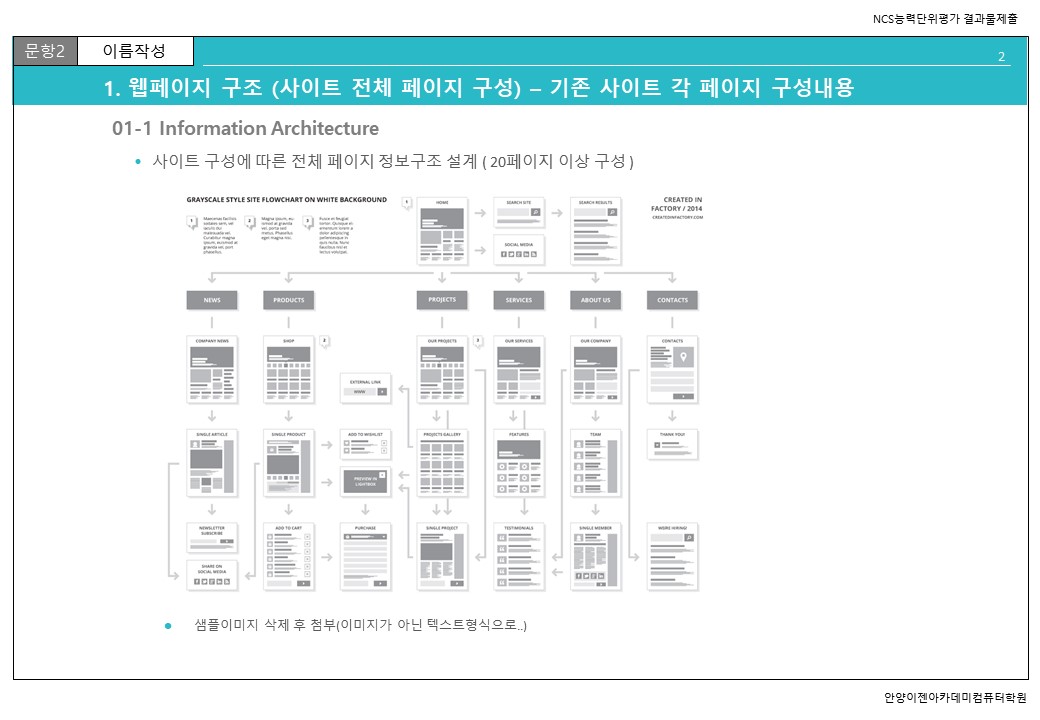 NCS능력단위평가 결과물제출
문항2
이름작성
2
1. 웹페이지 구조 (사이트 전체 페이지 구성) – 기존 사이트 각 페이지 구성내용
01-1 Information Architecture
• 사이트 구성에 따른 전체 페이지 정보구조 설계 ( 20페이지 이상 구성 )
GRAYSCALE STYLE SITE FLOWCHART ON WHITE BACKGROUND
1
2
3
1
HOME
SEARCH SITE
SEARCH RESULTS
SOCIAL MEDIA
CREATED IN
FACTORY / 2014
CREATEDINFACTORY.COM
NEWS
PRODUCTS
PROJECTS
SERVICES
ABOUT US
CONTACTS
COMPANY NEWS
SHOP
2
OUR PROJECTS
3
OUR SERVICES
OUR COMPANY
CONTACTS
EXTERNAL LINK
WWW
SINGLE ARTICLE
SINGLE PRODUCT
ADD TO WISHLIST
PROJECTS GALLERY
FEATURES
TEAM
THANK YOU!
PREVIEW IN
LIGHTBOX
NEWSLETTER
SUBSCRIBE
ADD TO CART
PURCHASE
SINGLE PROJECT
TESTIMONIALS
SINGLE MEMBER
WORK HIRING!
SHARE ON
SOCIAL MEDIA
• 샘플이미지 삭제 후 첨부(이미지가 아닌 텍스트형식으로..)
안양이젠아카데미컴퓨터학원